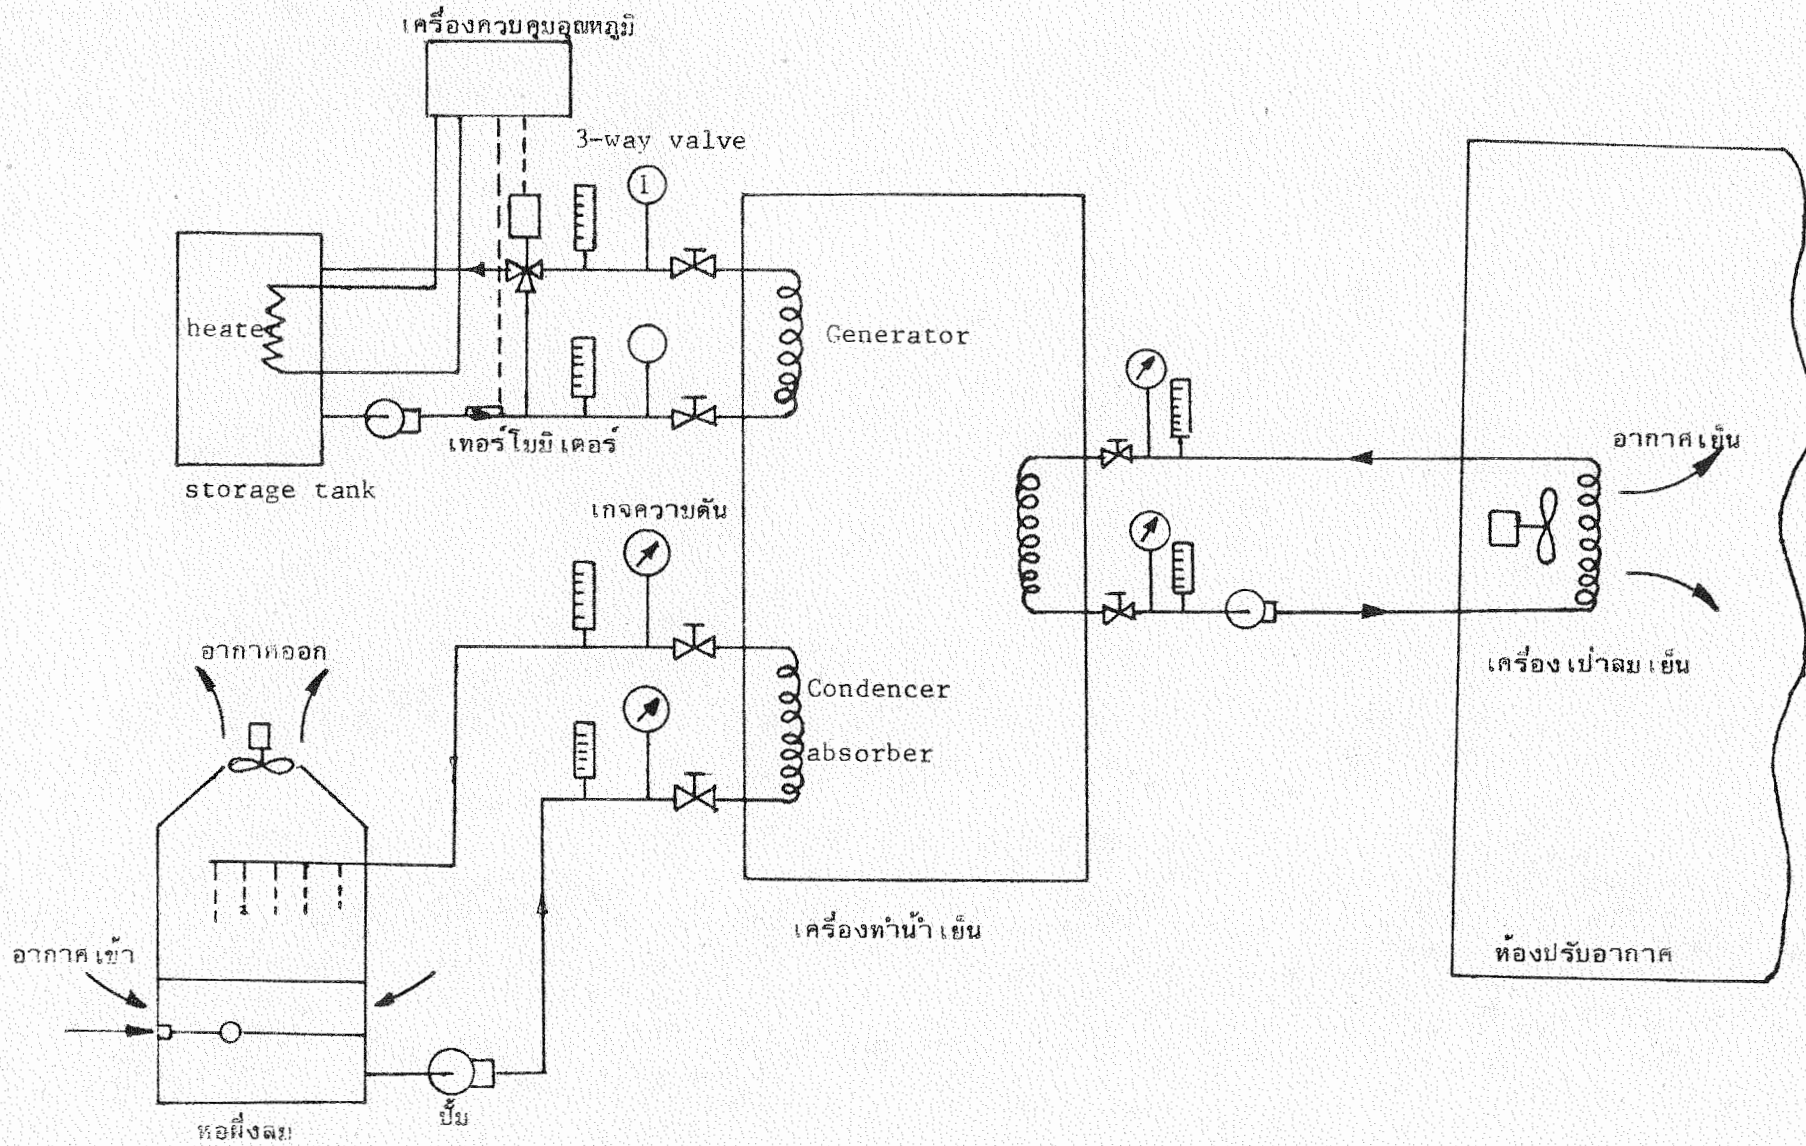 เครื่องควบคุมอุณหภูมิ
3-way valve
1
heater
Generator
เทอร์โมมิเตอร์
storage tank
อากาศเย็น
เกจความดัน
อากาศออก
เครื่องเป่าลมเย็น
Condencer
absorber
เครื่องทำน้ำเย็น
อากาศเข้า
ห้องปรับอากาศ
ปั๊ม
หอผึ่งลม